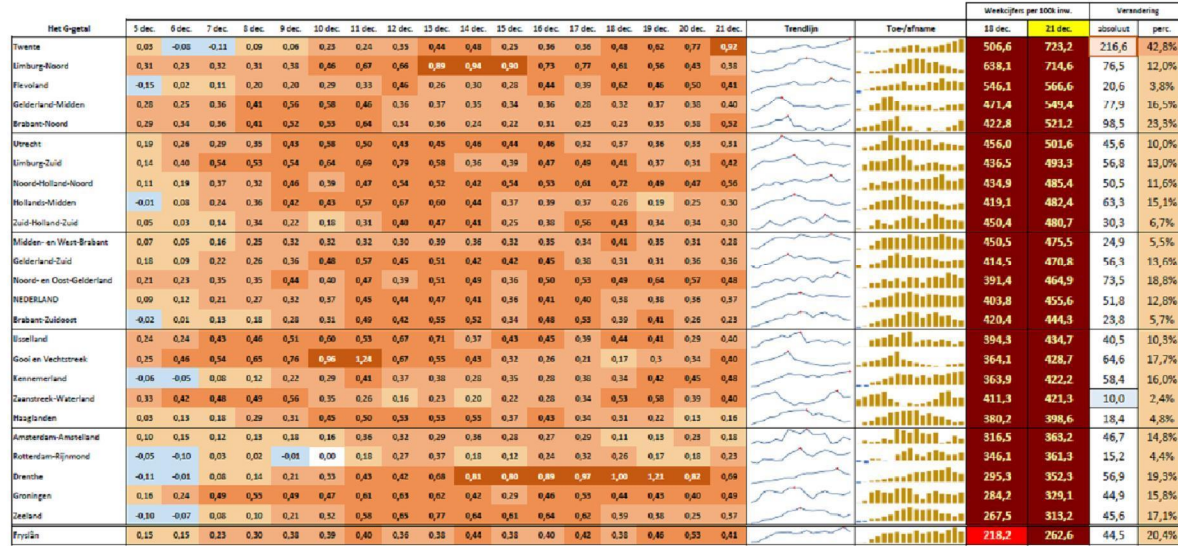 Weekcijfers per 100k inw. Verandering
Het G-getal 5 dec. 6 dec. 7 dec. 8 dec. 9 dec. 10 dec. 11 dec. 12 dec. 13 dec. 14 dec. 15 dec. 16 dec. 17 dec. 18 dec. 19 dec. 20 dec. 21 dec. Trendlijn Toe-/afname 18 dec. 21 dec. absoluut perc.
Twente 0,03 -0,08 -0,11 0,09 0,06 0,23 0,24 0,35 0,44 0,48 0,25 0,36 0,36 0,48 0,62 0,77 0,92 506,6 723,2 216,6 42,8%
Limburg-Noord 0,31 0,23 0,32 0,31 0,38 0,46 0,67 0,66 0,89 0,94 0,90 0,73 0,77 0,61 0,56 0,43 0,38 638,1 714,6 76,5 12,0%
Flevoland -0,15 0,02 0,11 0,20 0,20 0,29 0,33 0,46 0,26 0,30 0,28 0,44 0,39 0,62 0,46 0,50 0,41 546,1 566,6 20,6 3,8%
Gelderland-Midden 0,28 0,25 0,36 0,41 0,56 0,58 0,46 0,36 0,37 0,35 0,34 0,36 0,28 0,32 0,37 0,38 0,40 471,4 549,4 77,9 16,5%
Brabant-Noord 0,29 0,34 0,36 0,41 0,52 0,53 0,64 0,34 0,36 0,24 0,22 0,31 0,23 0,23 0,33 0,38 0,52 422,8 521,2 98,5 23,3%
Utrecht 0,19 0,26 0,29 0,35 0,43 0,58 0,50 0,43 0,45 0,46 0,44 0,46 0,32 0,37 0,36 0,33 0,31 456,0 501,6 45,6 10,0%
Limburg-Zuid 0,14 0,40 0,54 0,53 0,54 0,64 0,69 0,79 0,58 0,36 0,39 0,47 0,49 0,41 0,37 0,31 0,42 436,5 493,3 56,8 13,0%
Noord-Holland-Noord 0,11 0,19 0,37 0,32 0,46 0,39 0,47 0,54 0,52 0,42 0,54 0,53 0,61 0,72 0,49 0,47 0,56 434,9 485,4 50,5 11,6%
Hollands-Midden -0,01 0,08 0,24 0,36 0,42 0,43 0,57 0,67 0,60 0,44 0,37 0,39 0,37 0,26 0,19 0,25 0,30 419,1 482,4 63,3 15,1%
Zuid-Holland-Zuid 0,05 0,03 0,14 0,34 0,22 0,18 0,31 0,40 0,47 0,41 0,25 0,38 0,56 0,43 0,34 0,34 0,30 450,4 480,7 30,3 6,7%
Midden- en West-Brabant 0,07 0,05 0,16 0,25 0,32 0,32 0,32 0,30 0,39 0,36 0,32 0,35 0,34 0,41 0,35 0,31 0,28 450,5 475,5 24,9 5,5%
Gelderland-Zuid 0,18 0,09 0,22 0,26 0,36 0,48 0,57 0,45 0,51 0,42 0,42 0,45 0,38 0,31 0,31 0,36 0,36 414,5 470,8 56,3 13,6%
Noord- en Oost-Gelderland 0,21 0,23 0,35 0,35 0,44 0,40 0,47 0,39 0,51 0,49 0,36 0,50 0,53 0,49 0,64 0,57 0,48 391,4 464,9 73,5 18,8%
NEDERLAND 0,09 0,12 0,21 0,27 0,32 0,37 0,45 0,44 0,47 0,41 0,36 0,41 0,40 0,38 0,38 0,36 0,37 403,8 455,6 51,8 12,8%
Brabant-Zuidoost -0,02 0,01 0,13 0,18 0,28 0,31 0,49 0,42 0,55 0,52 0,34 0,48 0,53 0,39 0,41 0,26 0,23 420,4 444,3 23,8 5,7%
IJsselland 0,24 0,24 0,43 0,46 0,51 0,60 0,53 0,67 0,71 0,37 0,43 0,45 0,39 0,44 0,41 0,29 0,40 394,3 434,7 40,5 10,3%
Gooi en Vechtstreek 0,25 0,46 0,54 0,65 0,76 0,96 1,24 0,67 0,55 0,43 0,32 0,26 0,21 0,17 0,3 0,34 0,40 364,1 428,7 64,6 17,7%
Kennemerland -0,06 -0,05 0,08 0,12 0,22 0,29 0,41 0,37 0,38 0,28 0,35 0,28 0,38 0,34 0,42 0,45 0,48 363,9 422,2 58,4 16,0%
Zaanstreek-Waterland 0,33 0,42 0,48 0,49 0,56 0,35 0,26 0,16 0,23 0,20 0,22 0,28 0,34 0,53 0,58 0,39 0,40 411,3 421,3 10,0 2,4%
Haaglanden 0,03 0,13 0,18 0,29 0,31 0,45 0,50 0,53 0,53 0,55 0,37 0,43 0,34 0,31 0,22 0,13 0,16 380,2 398,6 18,4 4,8%
Amsterdam-Amstelland 0,10 0,15 0,12 0,13 0,18 0,16 0,36 0,32 0,29 0,36 0,28 0,27 0,29 0,11 0,13 0,23 0,18 316,5 363,2 46,7 14,8%
Rotterdam-Rijnmond -0,05 -0,10 0,03 0,02 -0,01 0,00 0,18 0,27 0,37 0,18 0,12 0,24 0,32 0,26 0,17 0,18 0,23 346,1 361,3 15,2 4,4%
Drenthe -0,11 -0,01 0,08 0,14 0,21 0,35 0,43 0,42 0,68 0,81 0,80 0,89 0,97 1,00 1,21 0,82 0,69 295,3 352,3 56,9 19,3%
Groningen 0,16 0,24 0,49 0,55 0,49 0,47 0,61 0,63 0,62 0,42 0,29 0,46 0,53 0,44 0,45 0,40 0,49 284,2 329,1 44,9 15,8%
Zeeland -0,10 -0,07 0,08 0,10 0,21 0,32 0,58 0,65 0,77 0,64 0,61 0,64 0,62 0,39 0,38 0,25 0,37 267,5 313,2 45,6 17,1%
Fryslân 0,15 0,15 0,23 0,30 0,38 0,39 0,40 0,36 0,38 0,44 0,38 0,40 0,42 0,38 0,46 0,53 0,41 218,2 262,6 44,5 20,4%